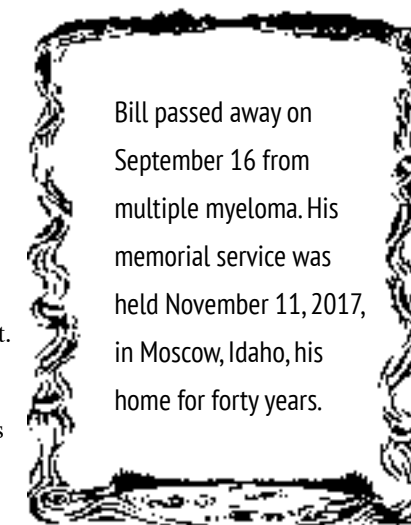 Bill passed away on
September 16 from
multiple myeloma. His
memorial service was
held November 11, 2017,
t.
in Moscow, Idaho, his
home for forty years.
s